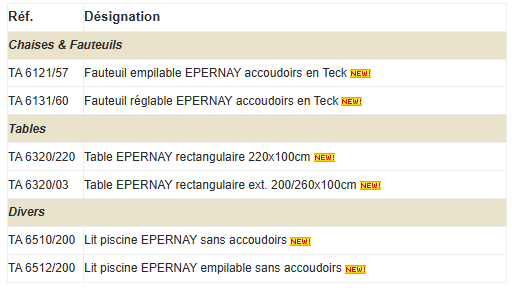 Réf. Désignation
Chaises & Fauteuils
TA 6121/57 Fauteuil empilable EPERNAY accoudoirs en Teck NEW!
TA 6131/60 Fauteuil réglable EPERNAY accoudoirs en Teck NEW!
Tables
TA 6320/220 Table EPERNAY rectangulaire 220x100cm NEW!
TA 6320/03 Table EPERNAY rectangulaire ext. 200/260x100cm NEW!
Divers
TA 6510/200 Lit piscine EPERNAY sans accoudoirs NEW!
TA 6512/200 Lit piscine EPERNAY empilable sans accoudoirs NEW!